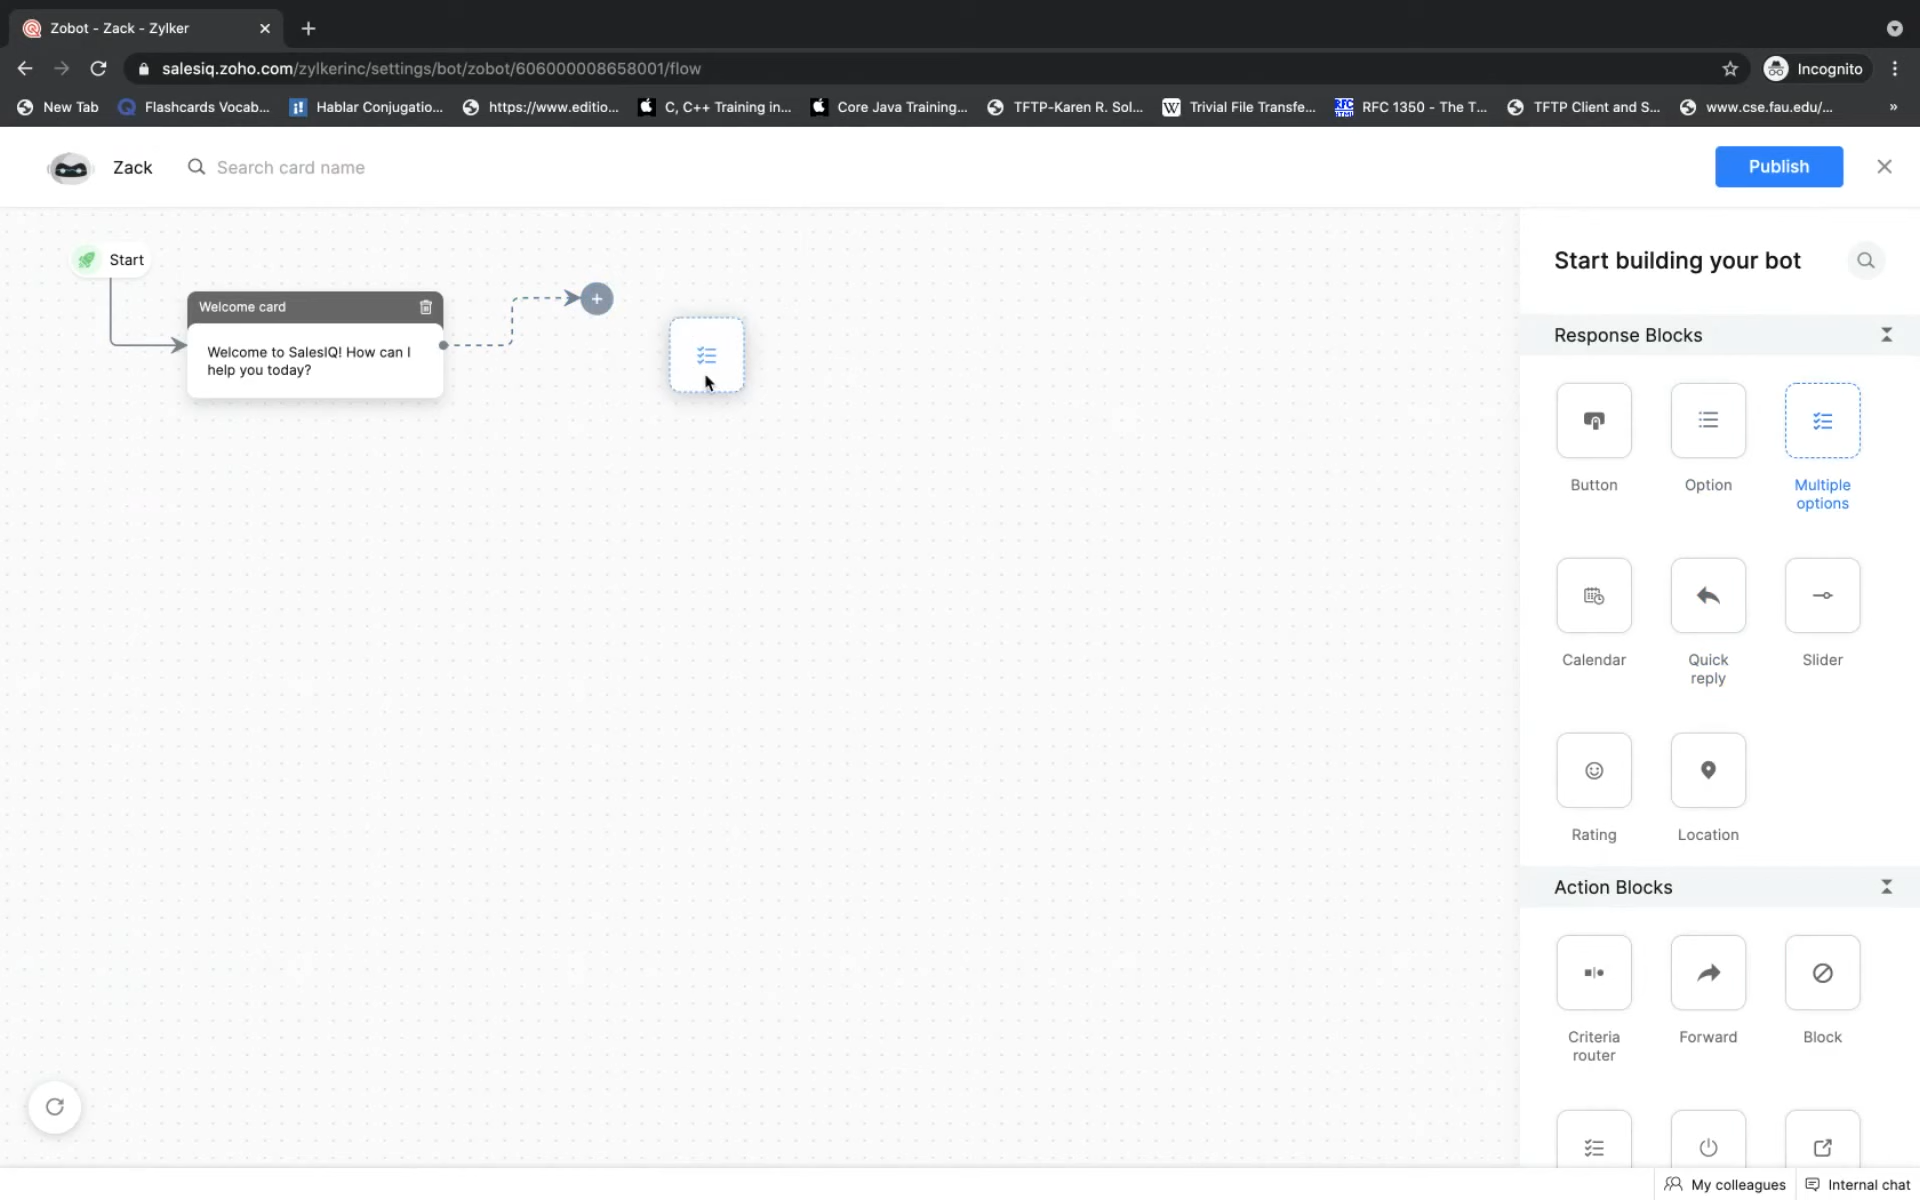 Zobot - Zack - Zylker
salesiq.zoho.com/zylkerinc/settings/bot/zobot/606000008658001/flow
Incognito
New Tab
Flashcards Vocab...
Hablar Conjugatio...
https://www.editio...
C, C++ Training in...
Core Java Training...
TFTP-Karen R. Sol...
Trivial File Transfe...
RFC 1350 - The T...
TFTP Client and S...
www.cse.fau.edu/...
»
Zack
Search card name
Publish
Start
Welcome card
Welcome to SalesIQ! How can I
help you today?
Start building your bot
Response Blocks
Button
Option
Multiple
options
Calendar
Quick
reply
Slider
Rating
Location
Action Blocks
Criteria
router
Forward
Block
My colleagues
Internal chat